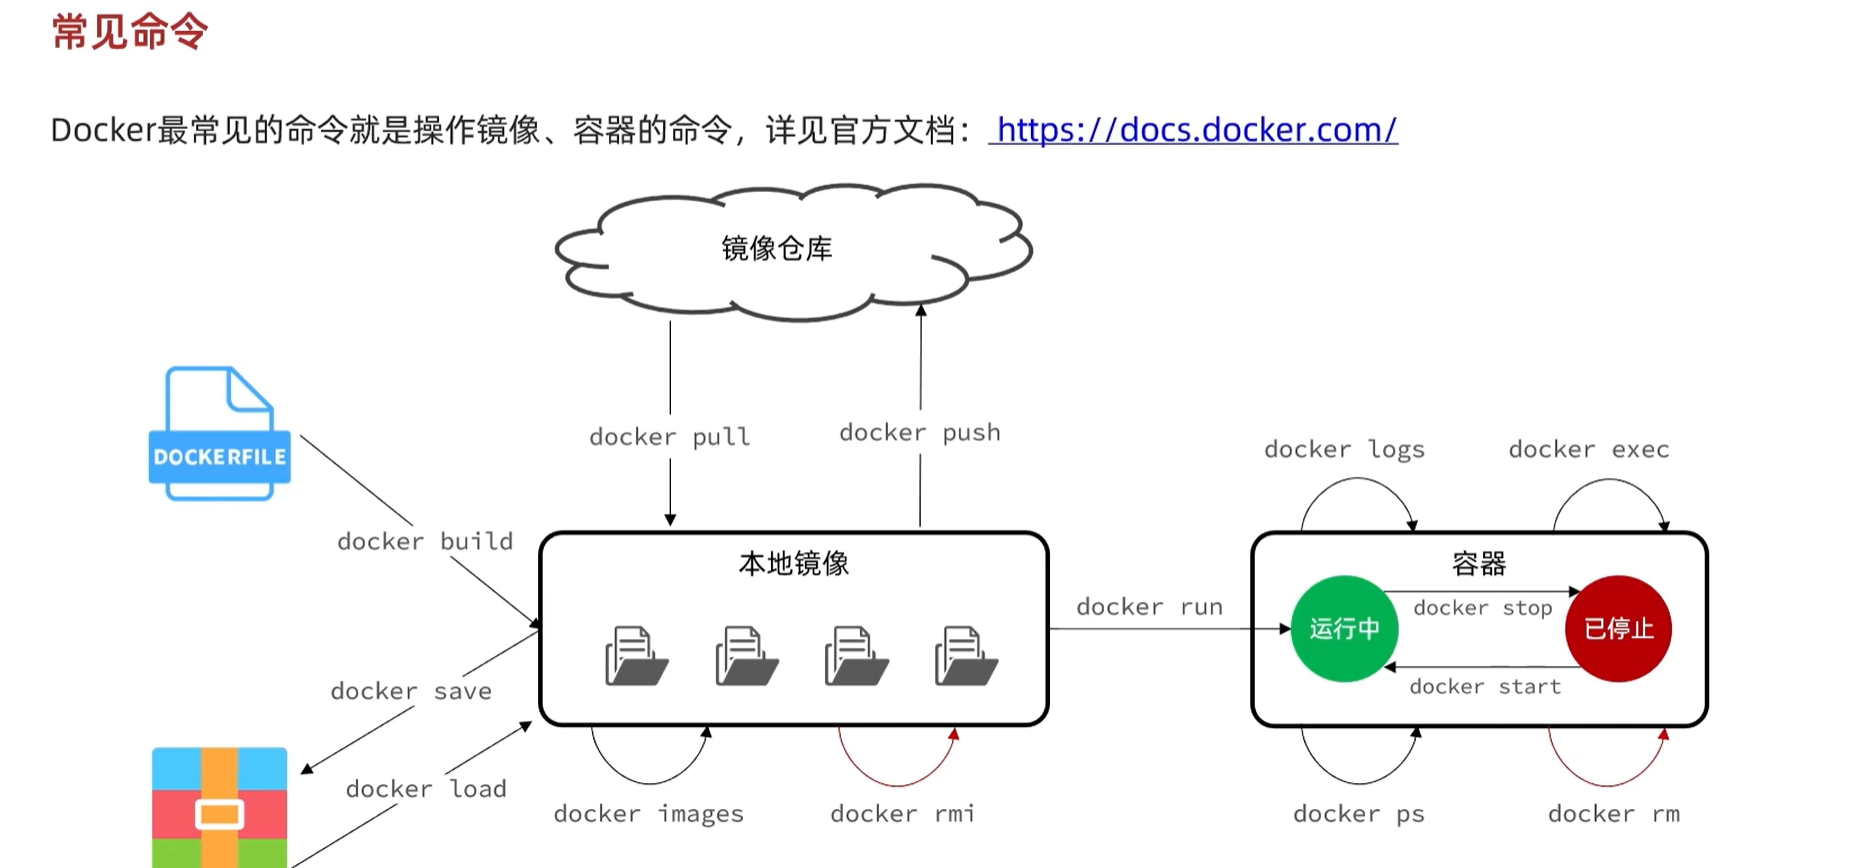 常见命令
Docker最常见的命令就是操作镜像、容器的命令，详见官方文档： https://docs.docker.com/
镜像仓库
docker pull
docker push
docker logs
docker exec
DOCKERFILE
docker build
本地镜像
容器
docker run
运行中
docker stop
已停止
docker start
docker save
docker load
docker images
docker rmi
docker ps
docker rm